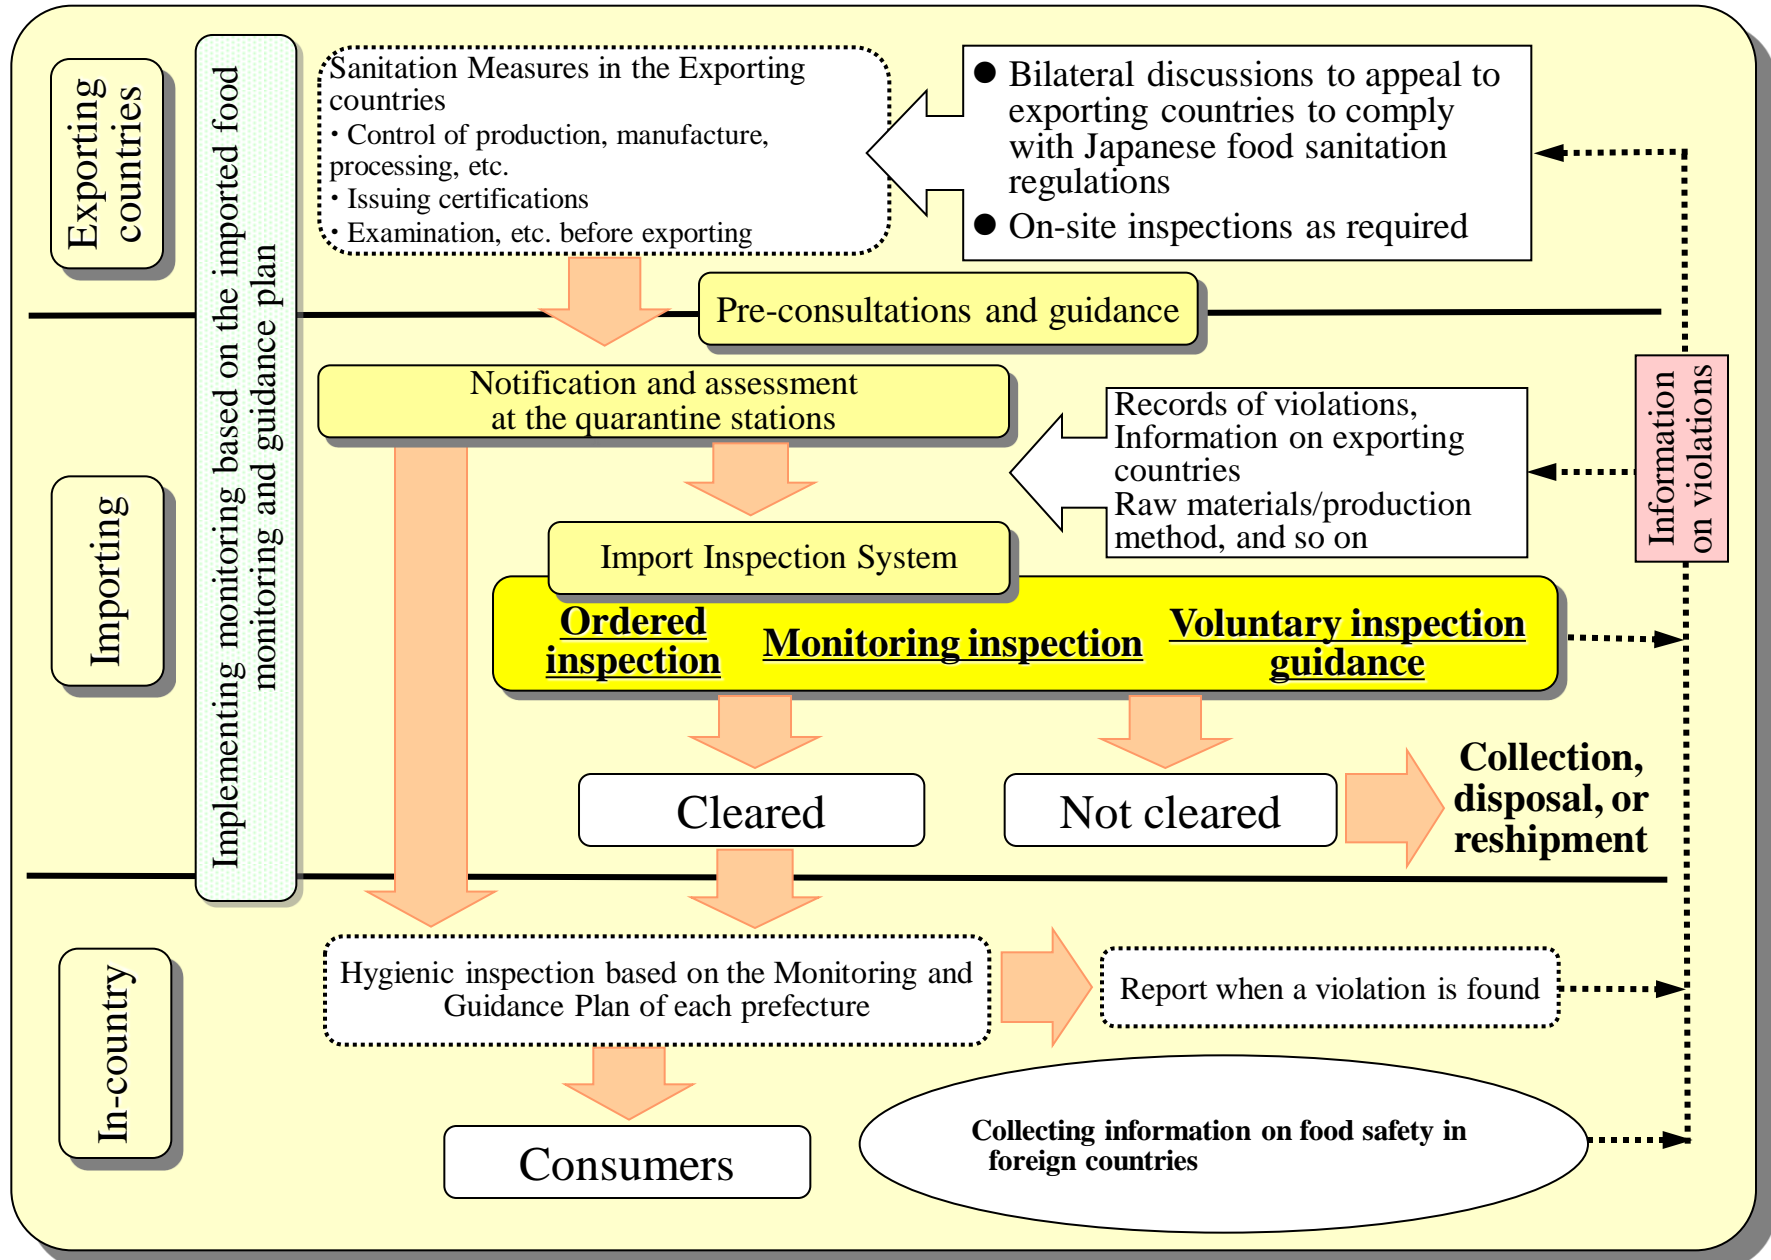 Exporting
countries
Implementing monitoring based on the imported food
monitoring and guidance plan
Sanitation Measures in the Exporting
countries
・Control of production, manufacture,
processing, etc.
・Issuing certifications
・Examination, etc. before exporting
● Bilateral discussions to appeal to
exporting countries to comply
with Japanese food sanitation
regulations
● On-site inspections as required
Pre-consultations and guidance
Importing
Notification and assessment
at the quarantine stations
Records of violations,
Information on exporting
countries
Raw materials/production
method, and so on
Information
on violations
Import Inspection System
Ordered
inspection
Monitoring inspection
Voluntary inspection
guidance
Cleared
Not cleared
Collection,
disposal, or
reshipment
In-country
Hygienic inspection based on the Monitoring and
Guidance Plan of each prefecture
Report when a violation is found
Consumers
Collecting information on food safety in
foreign countries